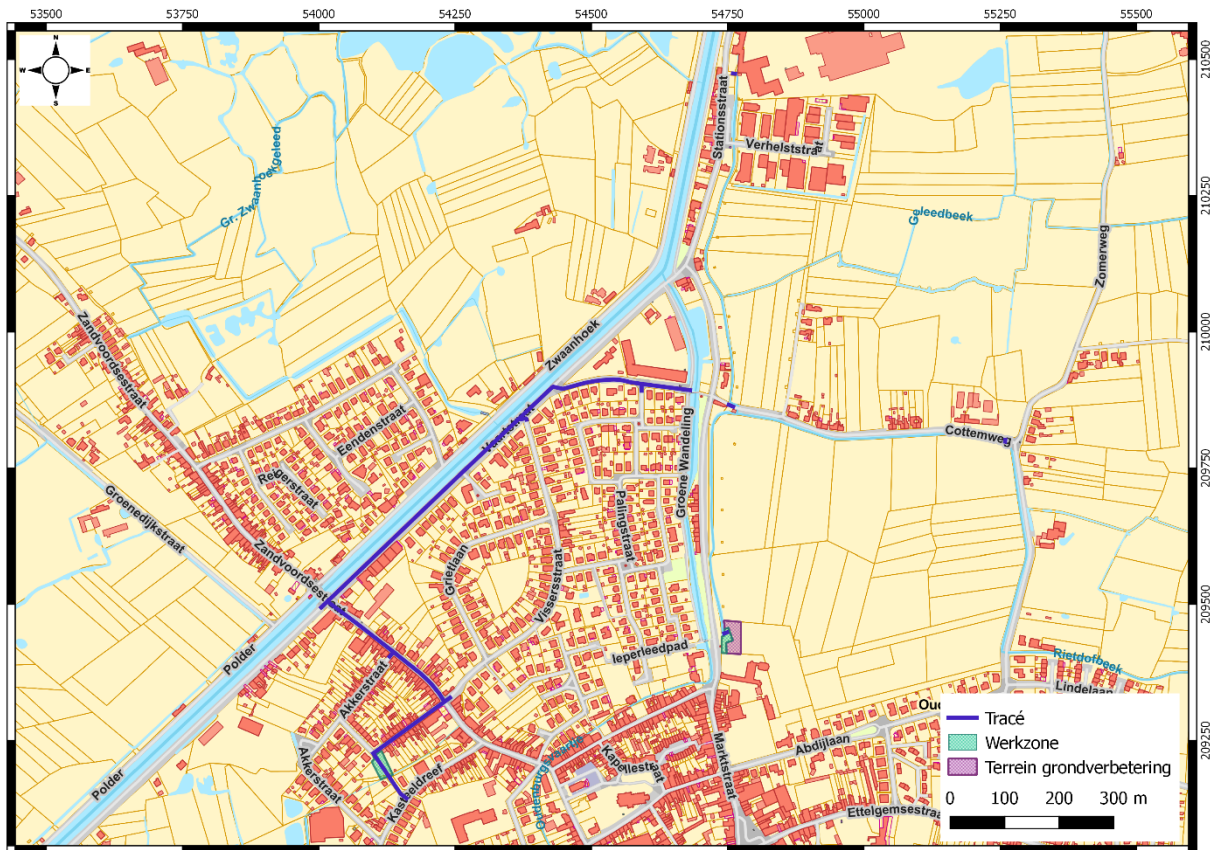 53500 53750 54000 54250 54500 54750 55000 55250 55500
N
W E
S
210500
Stationsstraat
Verhelststraat
Gr. Zwaanhoekgeleed
210250
Geleedbeek
Zomerweg
Zandvoordsestraat
Zwaanhoek
210000
Eendenstraat
Vaartstraat
Groene Wandeling
Cottemweg
209750
Reigerstraat
Groenedijkstraat
Palingstraat
Zandvoordsestraat
Grietlaan
Vissersstraat
209500
Polder
Ieperleedpad
Rietdofbeek
Lindelaan
Akkerstraat
Oud
Tracé
Werkzone
Terrein grondverbetering
0 100 200 300 m
209250
Abdijlaan
Kapellestraat
Marktstraat
Akkerstraat
Kasteeldreef
Polder
Ettelgemsestraa